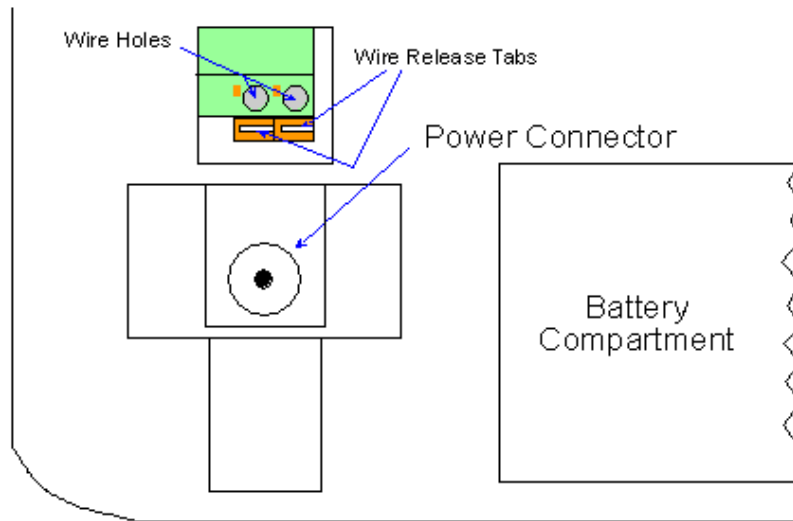 Wire Holes
Wire Release Tabs
Power Connector
Battery
Compartment